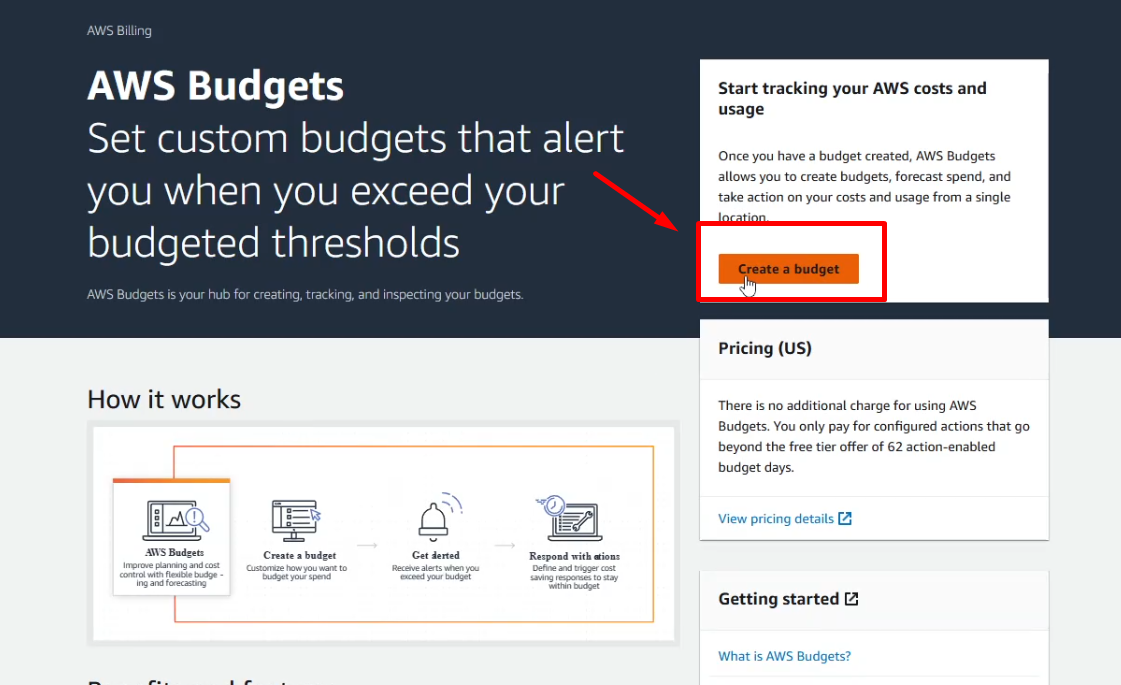 AWS Billing
AWS Budgets
Set custom budgets that alert
you when you exceed your
budgeted thresholds
AWS Budgets is your hub for creating, tracking, and inspecting your budgets.
Start tracking your AWS costs and
usage
Once you have a budget created, AWS Budgets
allows you to create budgets, forecast spend, and
take action on your costs and usage from a single
location.
Create a budget
Pricing (US)
There is no additional charge for using AWS
Budgets. You only pay for configured actions that go
beyond the free tier offer of 62 action-enabled
budget days.
View pricing details
How it works
AWS Budgets
Improve planning and cost
control with flexible budge -
ing and forecasting
Create a budget
Customize how you want to
budget your spend
Get alerted
Receive alerts when you
exceed your budget
Respond with actions
Define and trigger cost
saving responses to stay
within budget
Getting started
What is AWS Budgets?